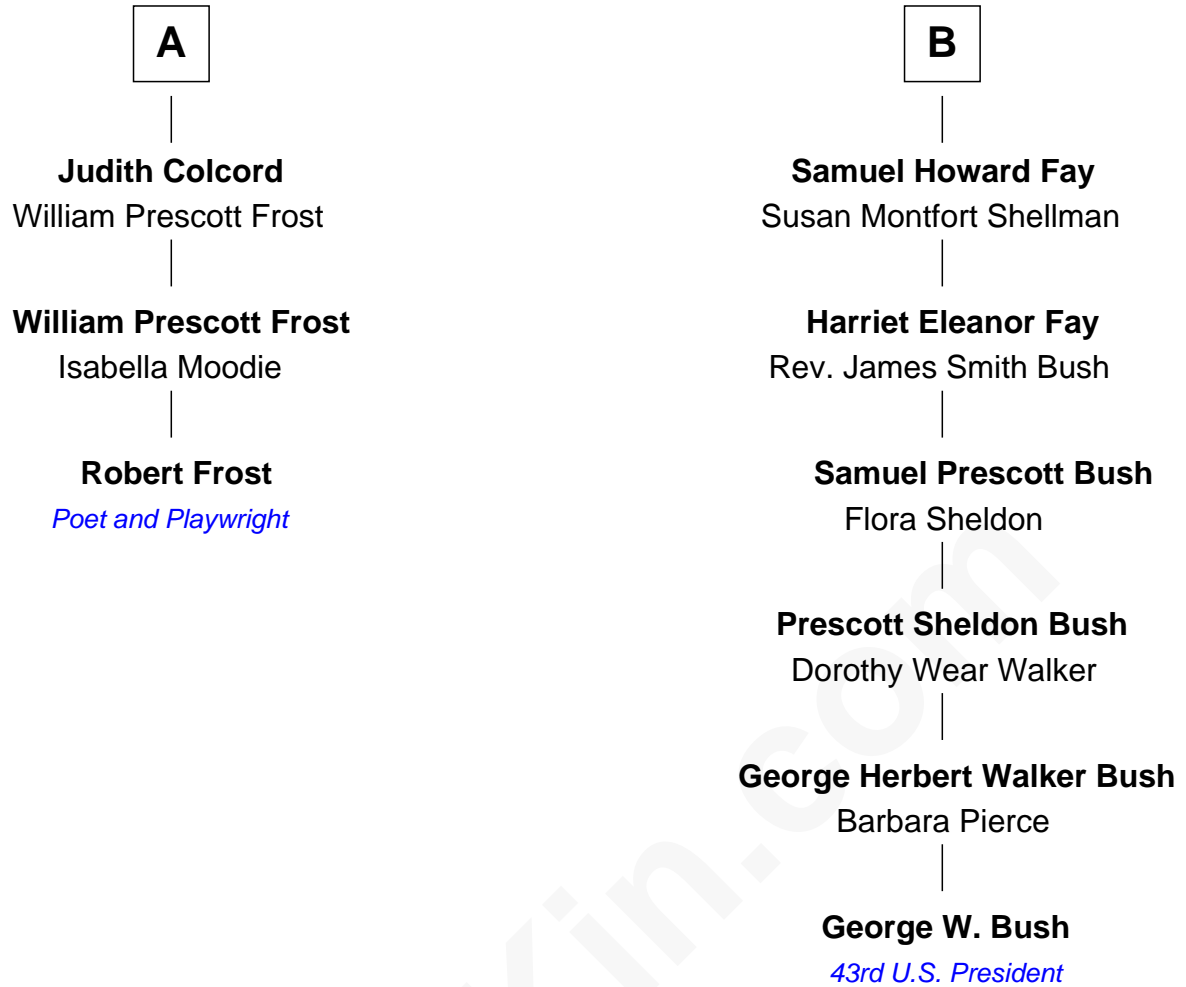 A
Judith Colcord
William Prescott Frost
William Prescott Frost
Isabella Moodie
Robert Frost
Poet and Playwright
B
Samuel Howard Fay
Susan Montfort Shellman
Harriet Eleanor Fay
Rev. James Smith Bush
Samuel Prescott Bush
Flora Sheldon
Prescott Sheldon Bush
Dorothy Wear Walker
George Herbert Walker Bush
Barbara Pierce
George W. Bush
43rd U.S. President